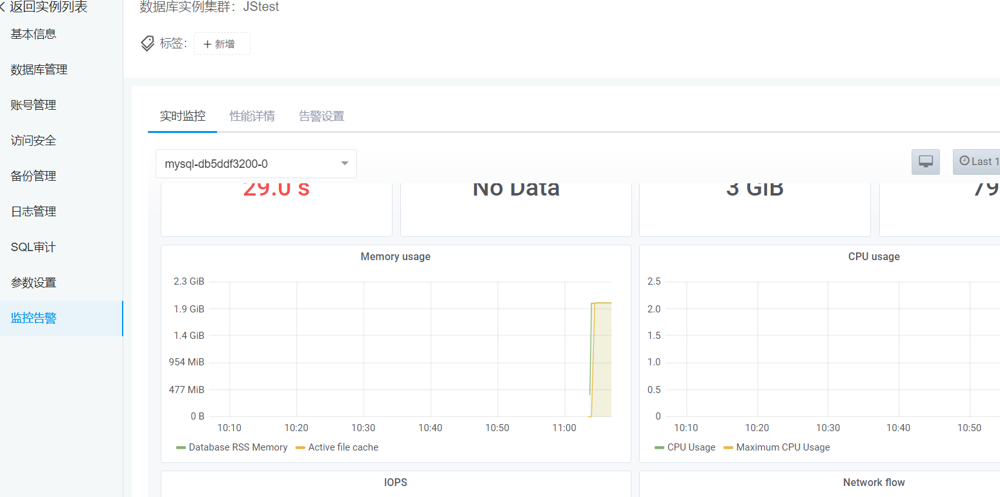 返回实例列表
基本信息
数据库管理
账号管理
访问安全
备份管理
日志管理
SQL审计
参数设置
监控告警
数据库实例集群：JStest
标签：
+ 新增
实时监控
性能详情
告警设置
mysql-db5ddf3200-0
Last 1
29.0 s
No Data
3 GiB
79
Memory usage
2.3 GiB
1.9 GiB
1.4 GiB
954 MiB
477 MiB
0 B
10:10 10:20 10:30 10:40 10:50 11:00
Database RSS Memory Active file cache
CPU usage
2.5
2.0
1.5
1.0
0.5
0
10:10 10:20 10:30 10:40 10:50
CPU Usage Maximum CPU Usage
IOPS
Network flow